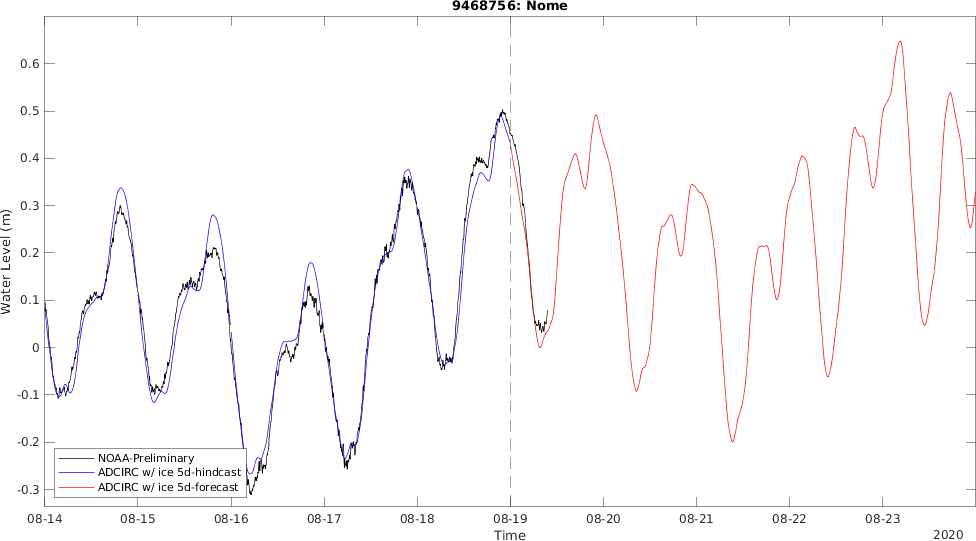 9468756: Nome
0.6
0.5
0.4
0.3
0.2
0.1
0
-0.1
-0.2
-0.3
Water Level (m)
NOAA-Preliminary
ADCIRC w/ ice 5d-hindcast
ADCIRC w/ ice 5d-forecast
08-14 08-15 08-16 08-17 08-18 08-19 08-20 08-21 08-22 08-23
Time
2020